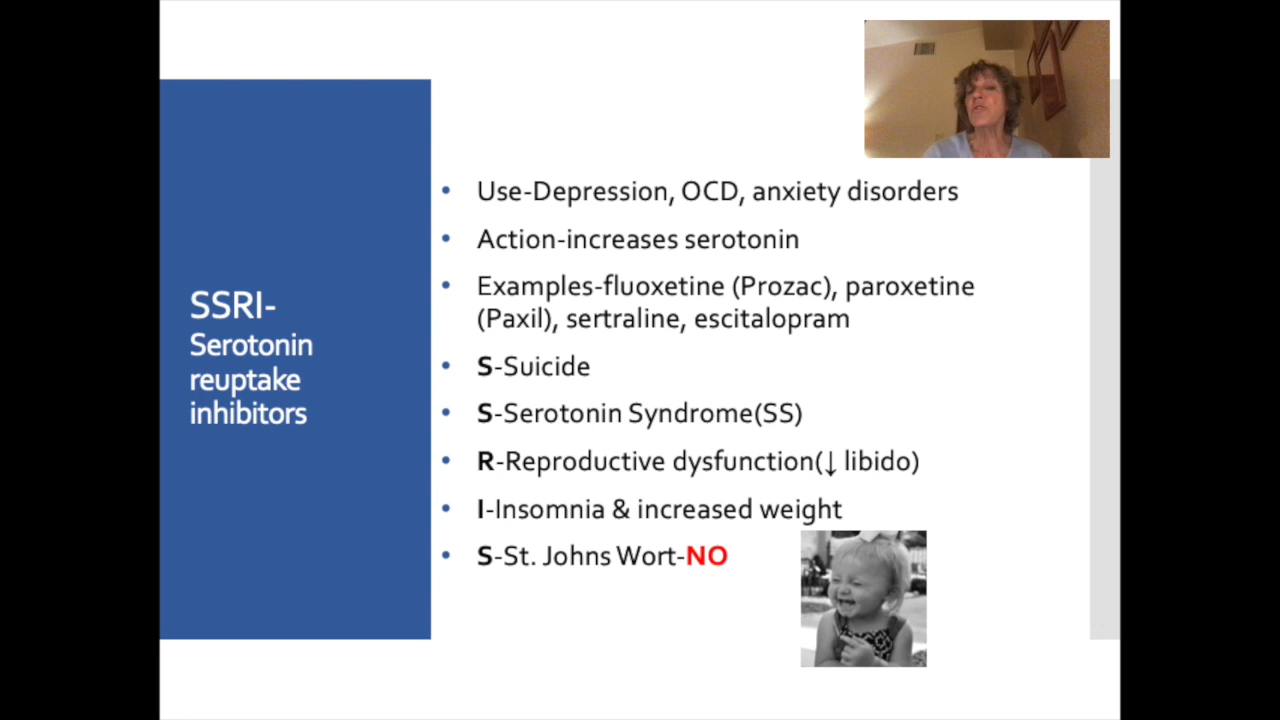 SSRI-
Serotonin
reuptake
inhibitors
• Use-Depression, OCD, anxiety disorders
• Action-increases serotonin
• Examples-fluoxetine (Prozac), paroxetine
(Paxil), sertraline, escitalopram
• S-Suicide
• S-Serotonin Syndrome(SS)
• R-Reproductive dysfunction(↓ libido)
• I-Insomnia & increased weight
• S-St. Johns Wort-NO